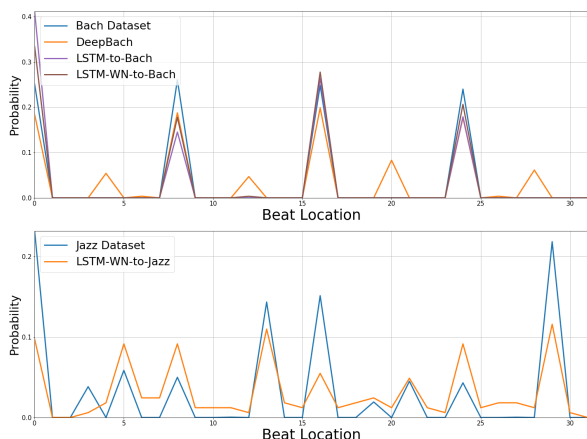 0.4
0.3
0.2
0.1
0.0
Probability
Bach Dataset
DeepBach
LSTM-to-Bach
LSTM-WN-to-Bach
0 5 10 15 20 25 30
Beat Location
0.2
0.1
0.0
Probability
Jazz Dataset
LSTM-WN-to-Jazz
0 5 10 15 20 25 30
Beat Location